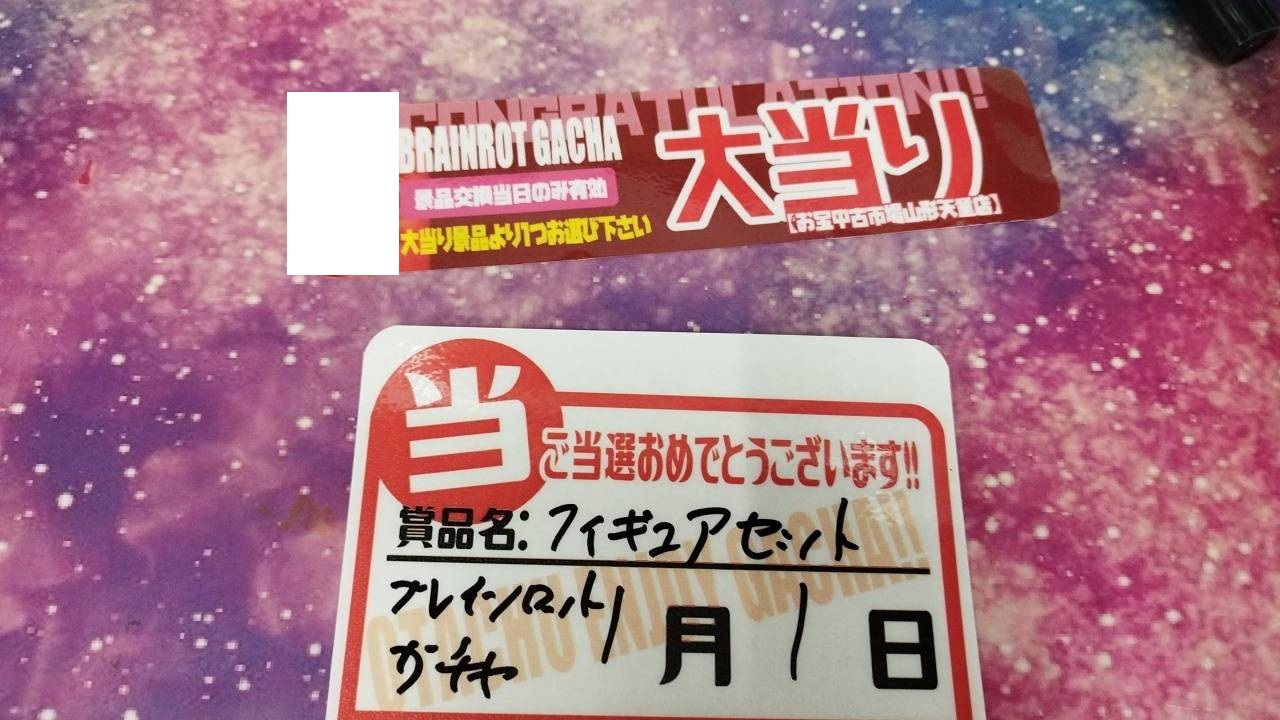 CONGRATULATION!!
BRAINROT GACHA
景品交換当日のみ有効
大当り景品より1つお選び下さい
大当り
【お宝中古市場山形天童店】
当
ご当選おめでとうございます!!
賞品名:フィギュアセット
ブレインロット
ガチャ
1月1日
OTACHU ENJOY GACHA!!